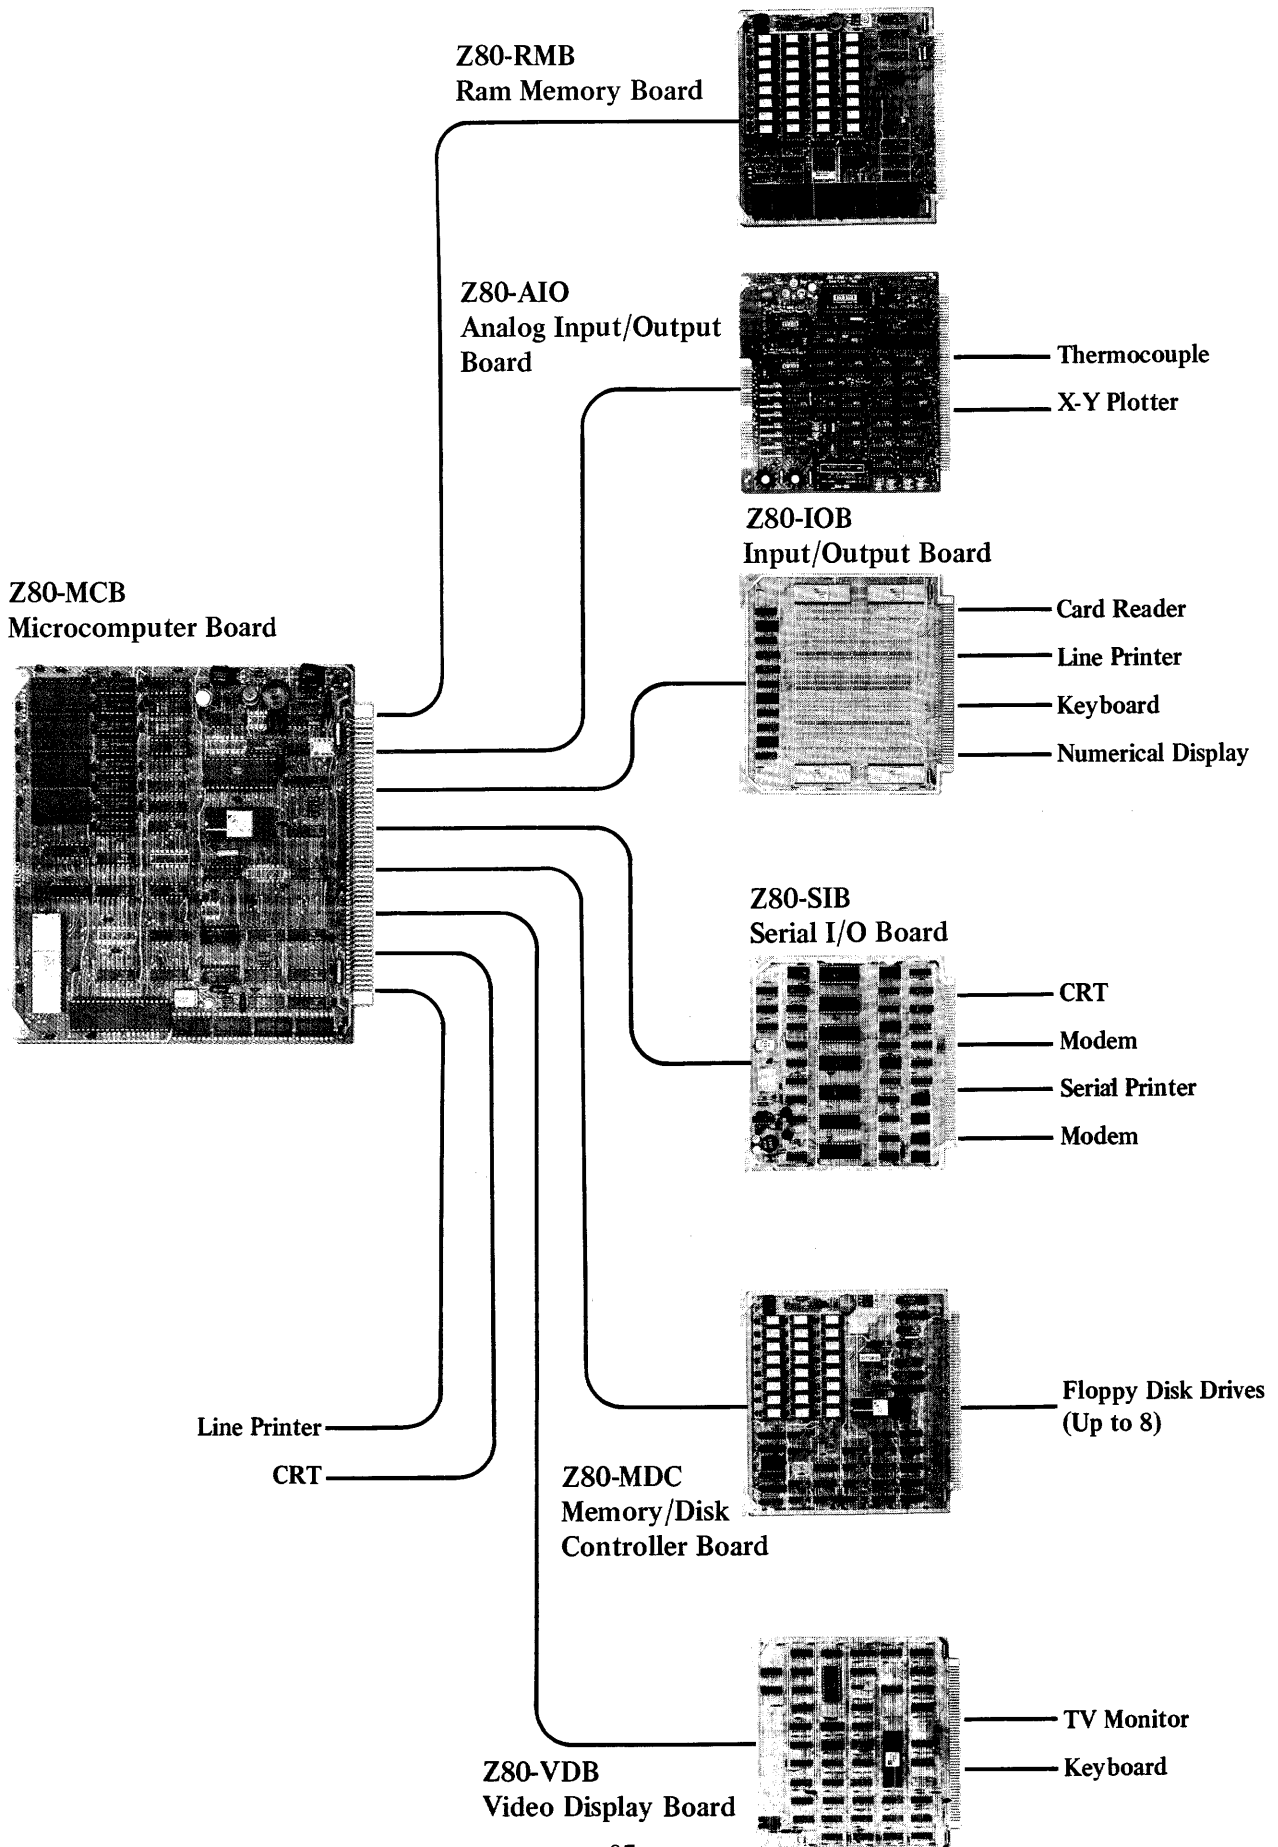 Z80-RMB
Ram Memory Board
Z80-AIO
Analog Input/Output
Board
Thermocouple
X-Y Plotter
Z80-IOB
Input/Output Board
Card Reader
Line Printer
Keyboard
Numerical Display
Z80-MCB
Microcomputer Board
Z80-SIB
Serial I/O Board
CRT
Modem
Serial Printer
Modem
Floppy Disk Drives
(Up to 8)
Line Printer
CRT
Z80-MDC
Memory/Disk
Controller Board
TV Monitor
Keyboard
Z80-VDB
Video Display Board